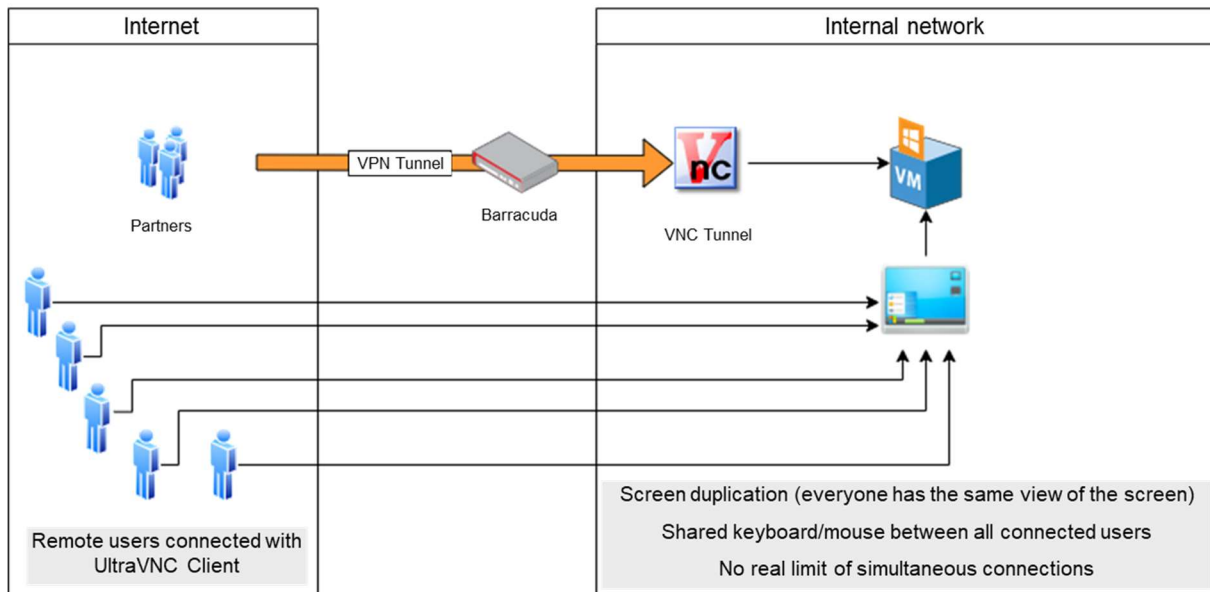 Internet
Internal network
VPN Tunnel
Vnc
VM
Partners
Barracuda
VNC Tunnel
Remote users connected with
UltraVNC Client
Screen duplication (everyone has the same view of the screen)
Shared keyboard/mouse between all connected users
No real limit of simultaneous connections